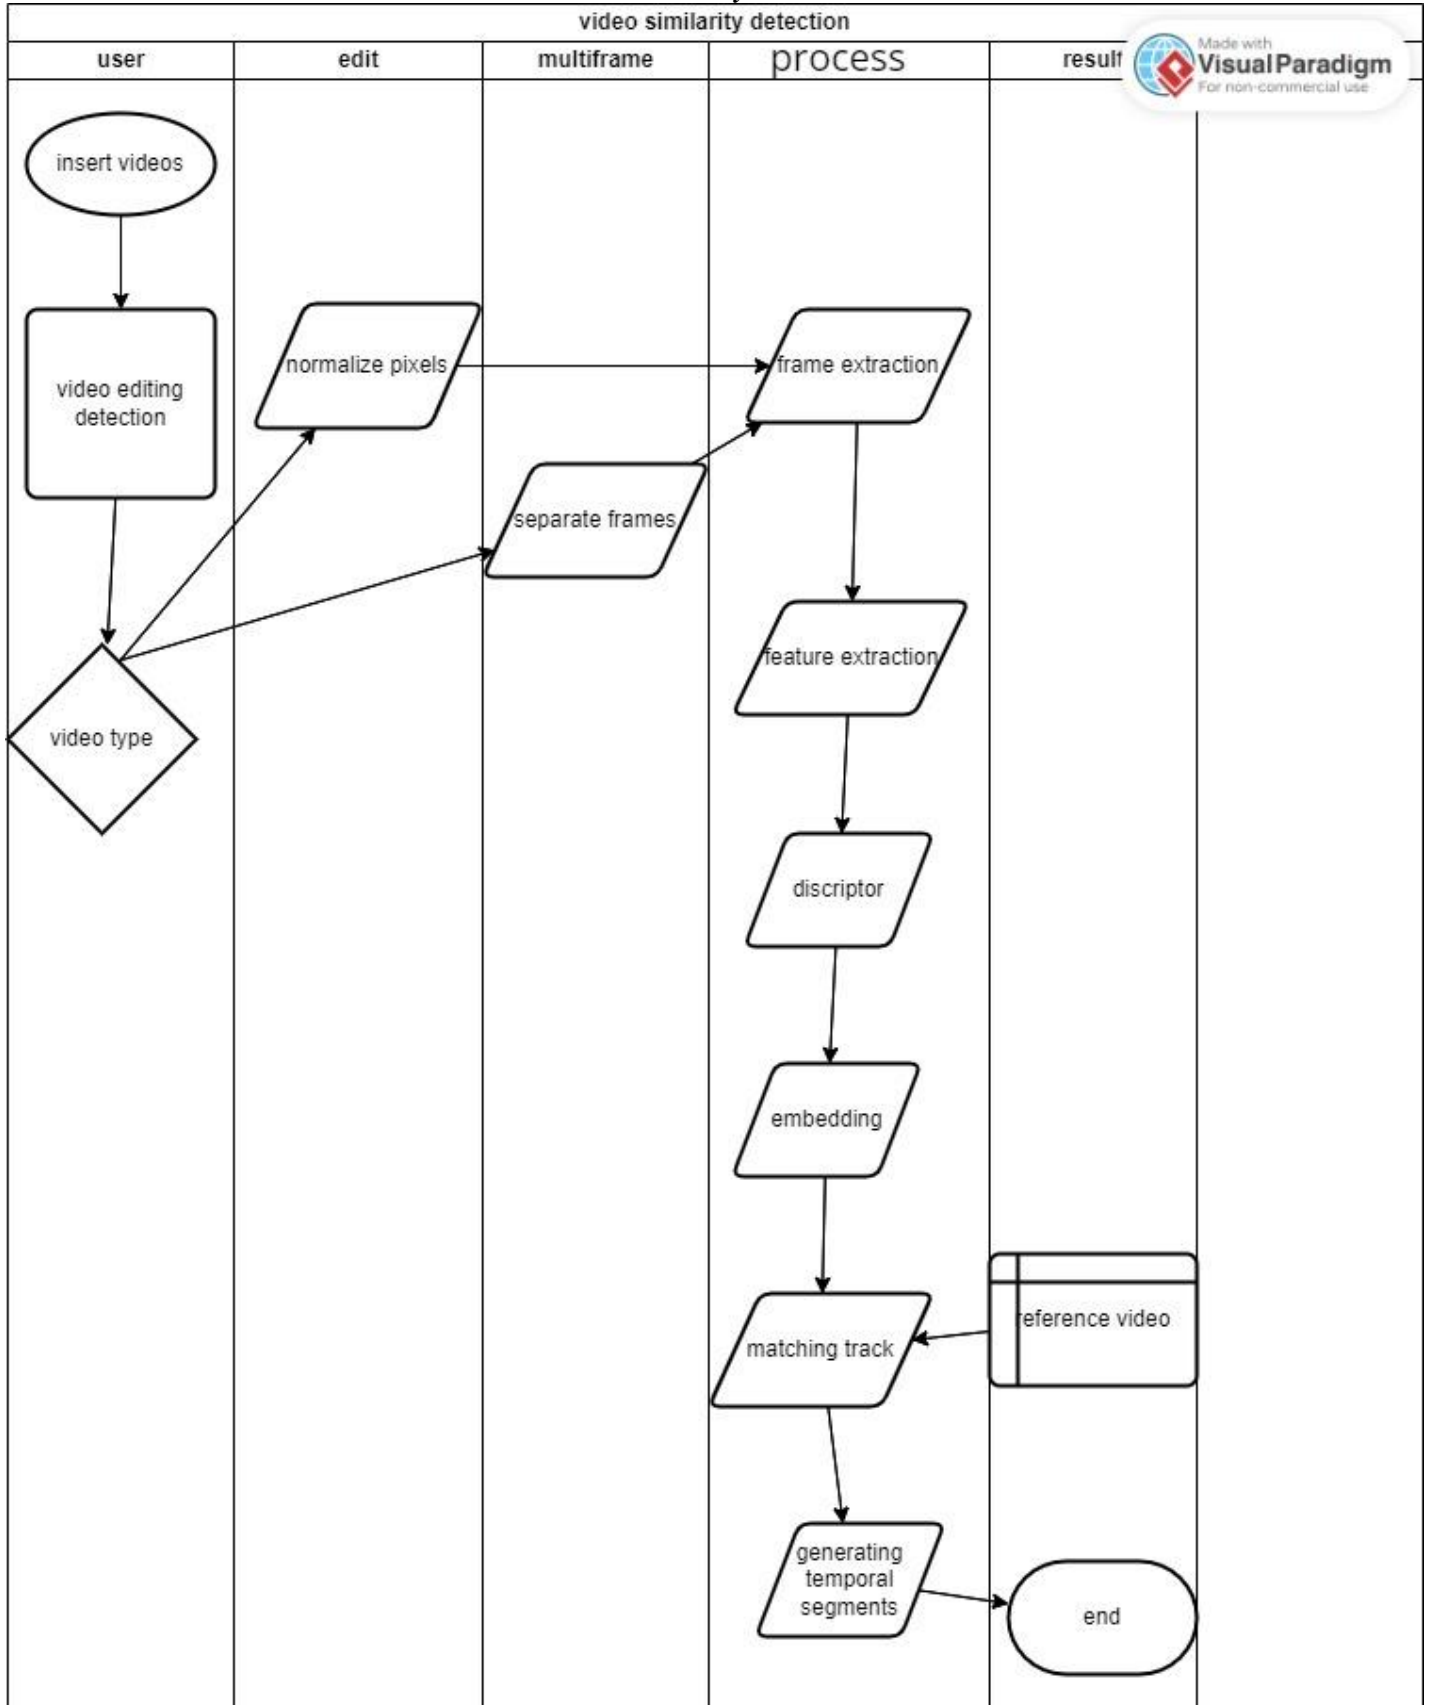 video similarity detection
user edit multiframe process result
Made with
Visual Paradigm
For non-commercial use
insert videos
normalize pixels
frame extraction
video editing
detection
separate frames
feature extraction
video type
discriptor
embedding
reference video
matching track
generating
temporal
segments
end